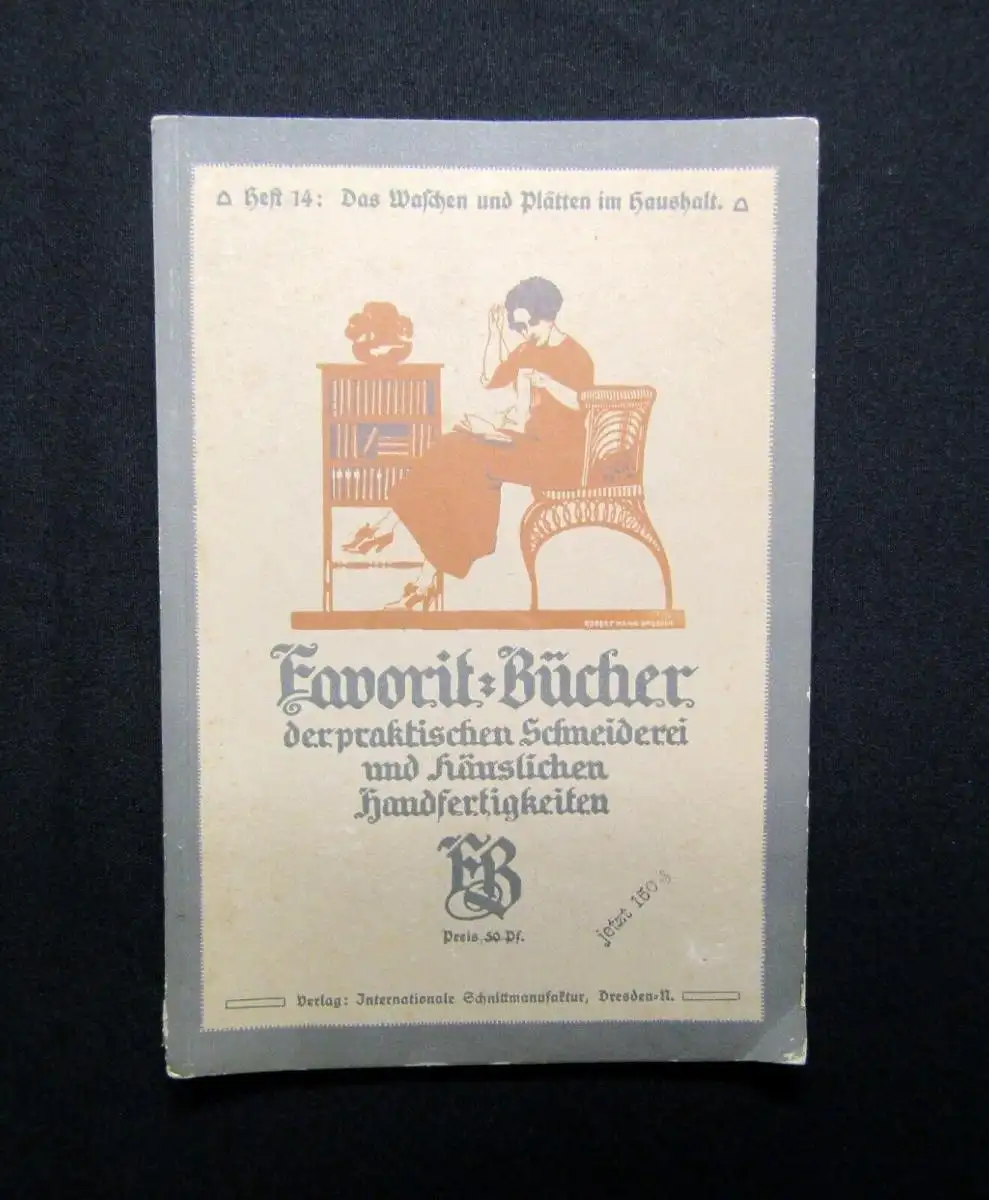 Heft 14: Das Waschen und Plätten im Haushalt.
Favorit-Bücher
der praktischen Schneiderei
und häuslichen
Handfertigkeiten
FB
Preis 50 Pf.
jetzt 150
Verlag: Internationale Schnittmanufaktur, Dresden-N.